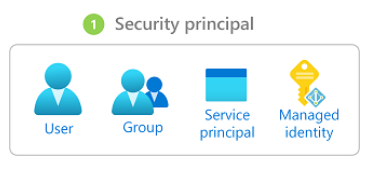 1 Security principal
User
Group
Service
principal
Managed
identity